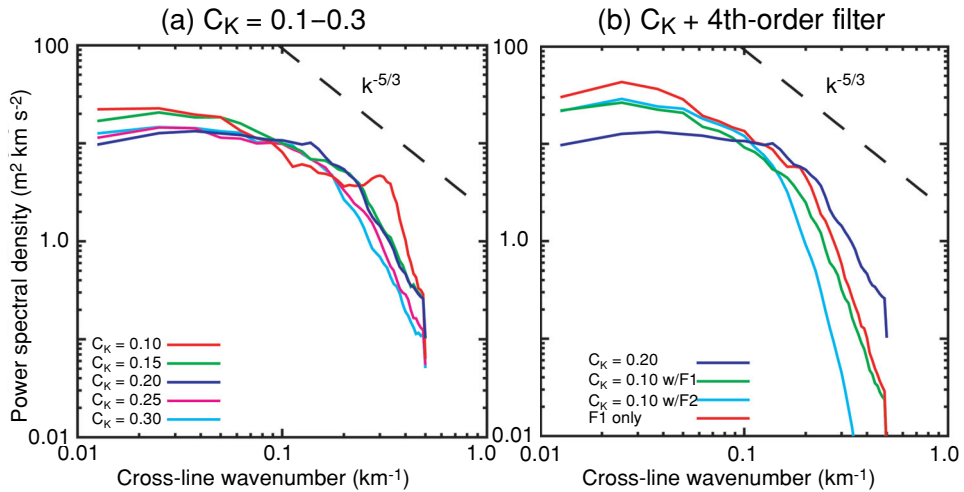 (a) C_K = 0.1–0.3
(b) C_K + 4th-order filter
Power spectral density (m² km s⁻²)
100
1.0
0.01
k⁻⁵/³
C_K = 0.10
C_K = 0.15
C_K = 0.20
C_K = 0.25
C_K = 0.30
0.01
0.1
1.0
Cross-line wavenumber (km⁻¹)
100
1.0
.01
k⁻⁵/³
C_K = 0.20
C_K = 0.10 w/F1
C_K = 0.10 w/F2
F1 only
0.01
0.1
1.0
Cross-line wavenumber (km⁻¹)